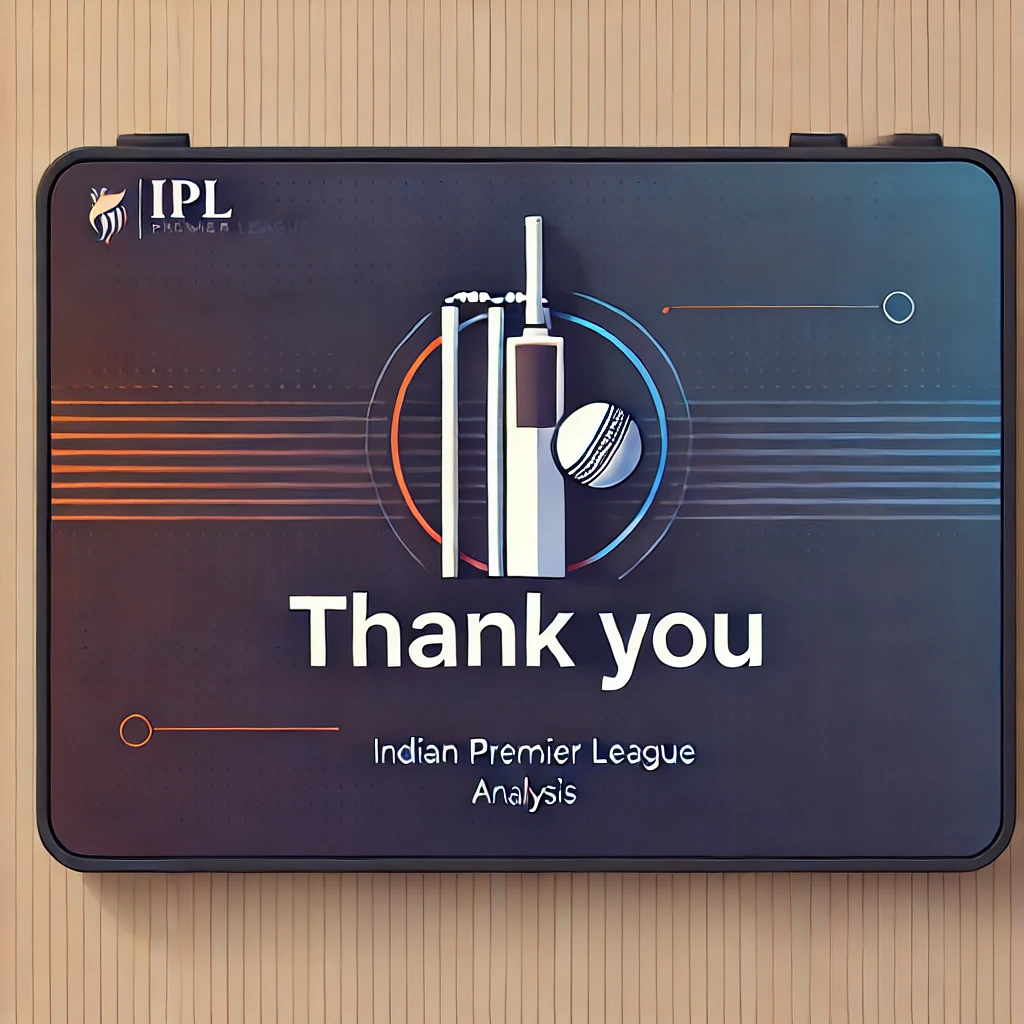 IPL
Thank you
Indian Premier League
Analysis